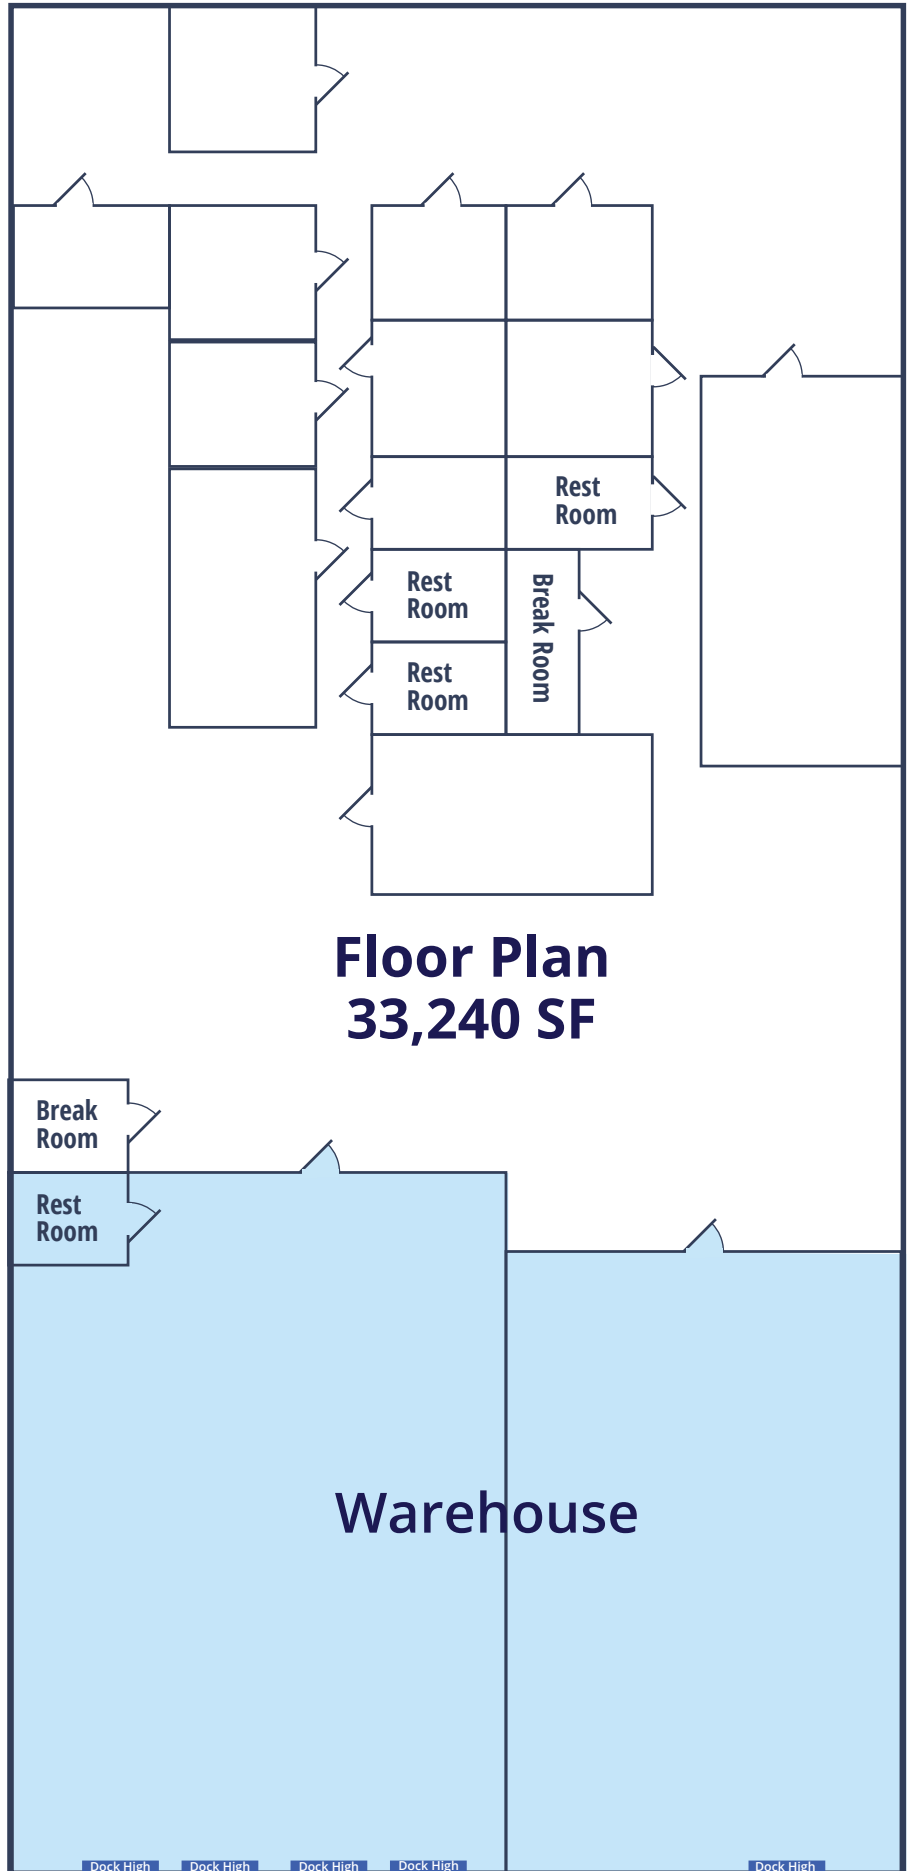 Rest
Room
Rest
Room
Break Room
Rest
Room
Floor Plan
33,240 SF
Break
Room
Rest
Room
Warehouse
Dock High
Dock High
Dock High
Dock High
Dock High